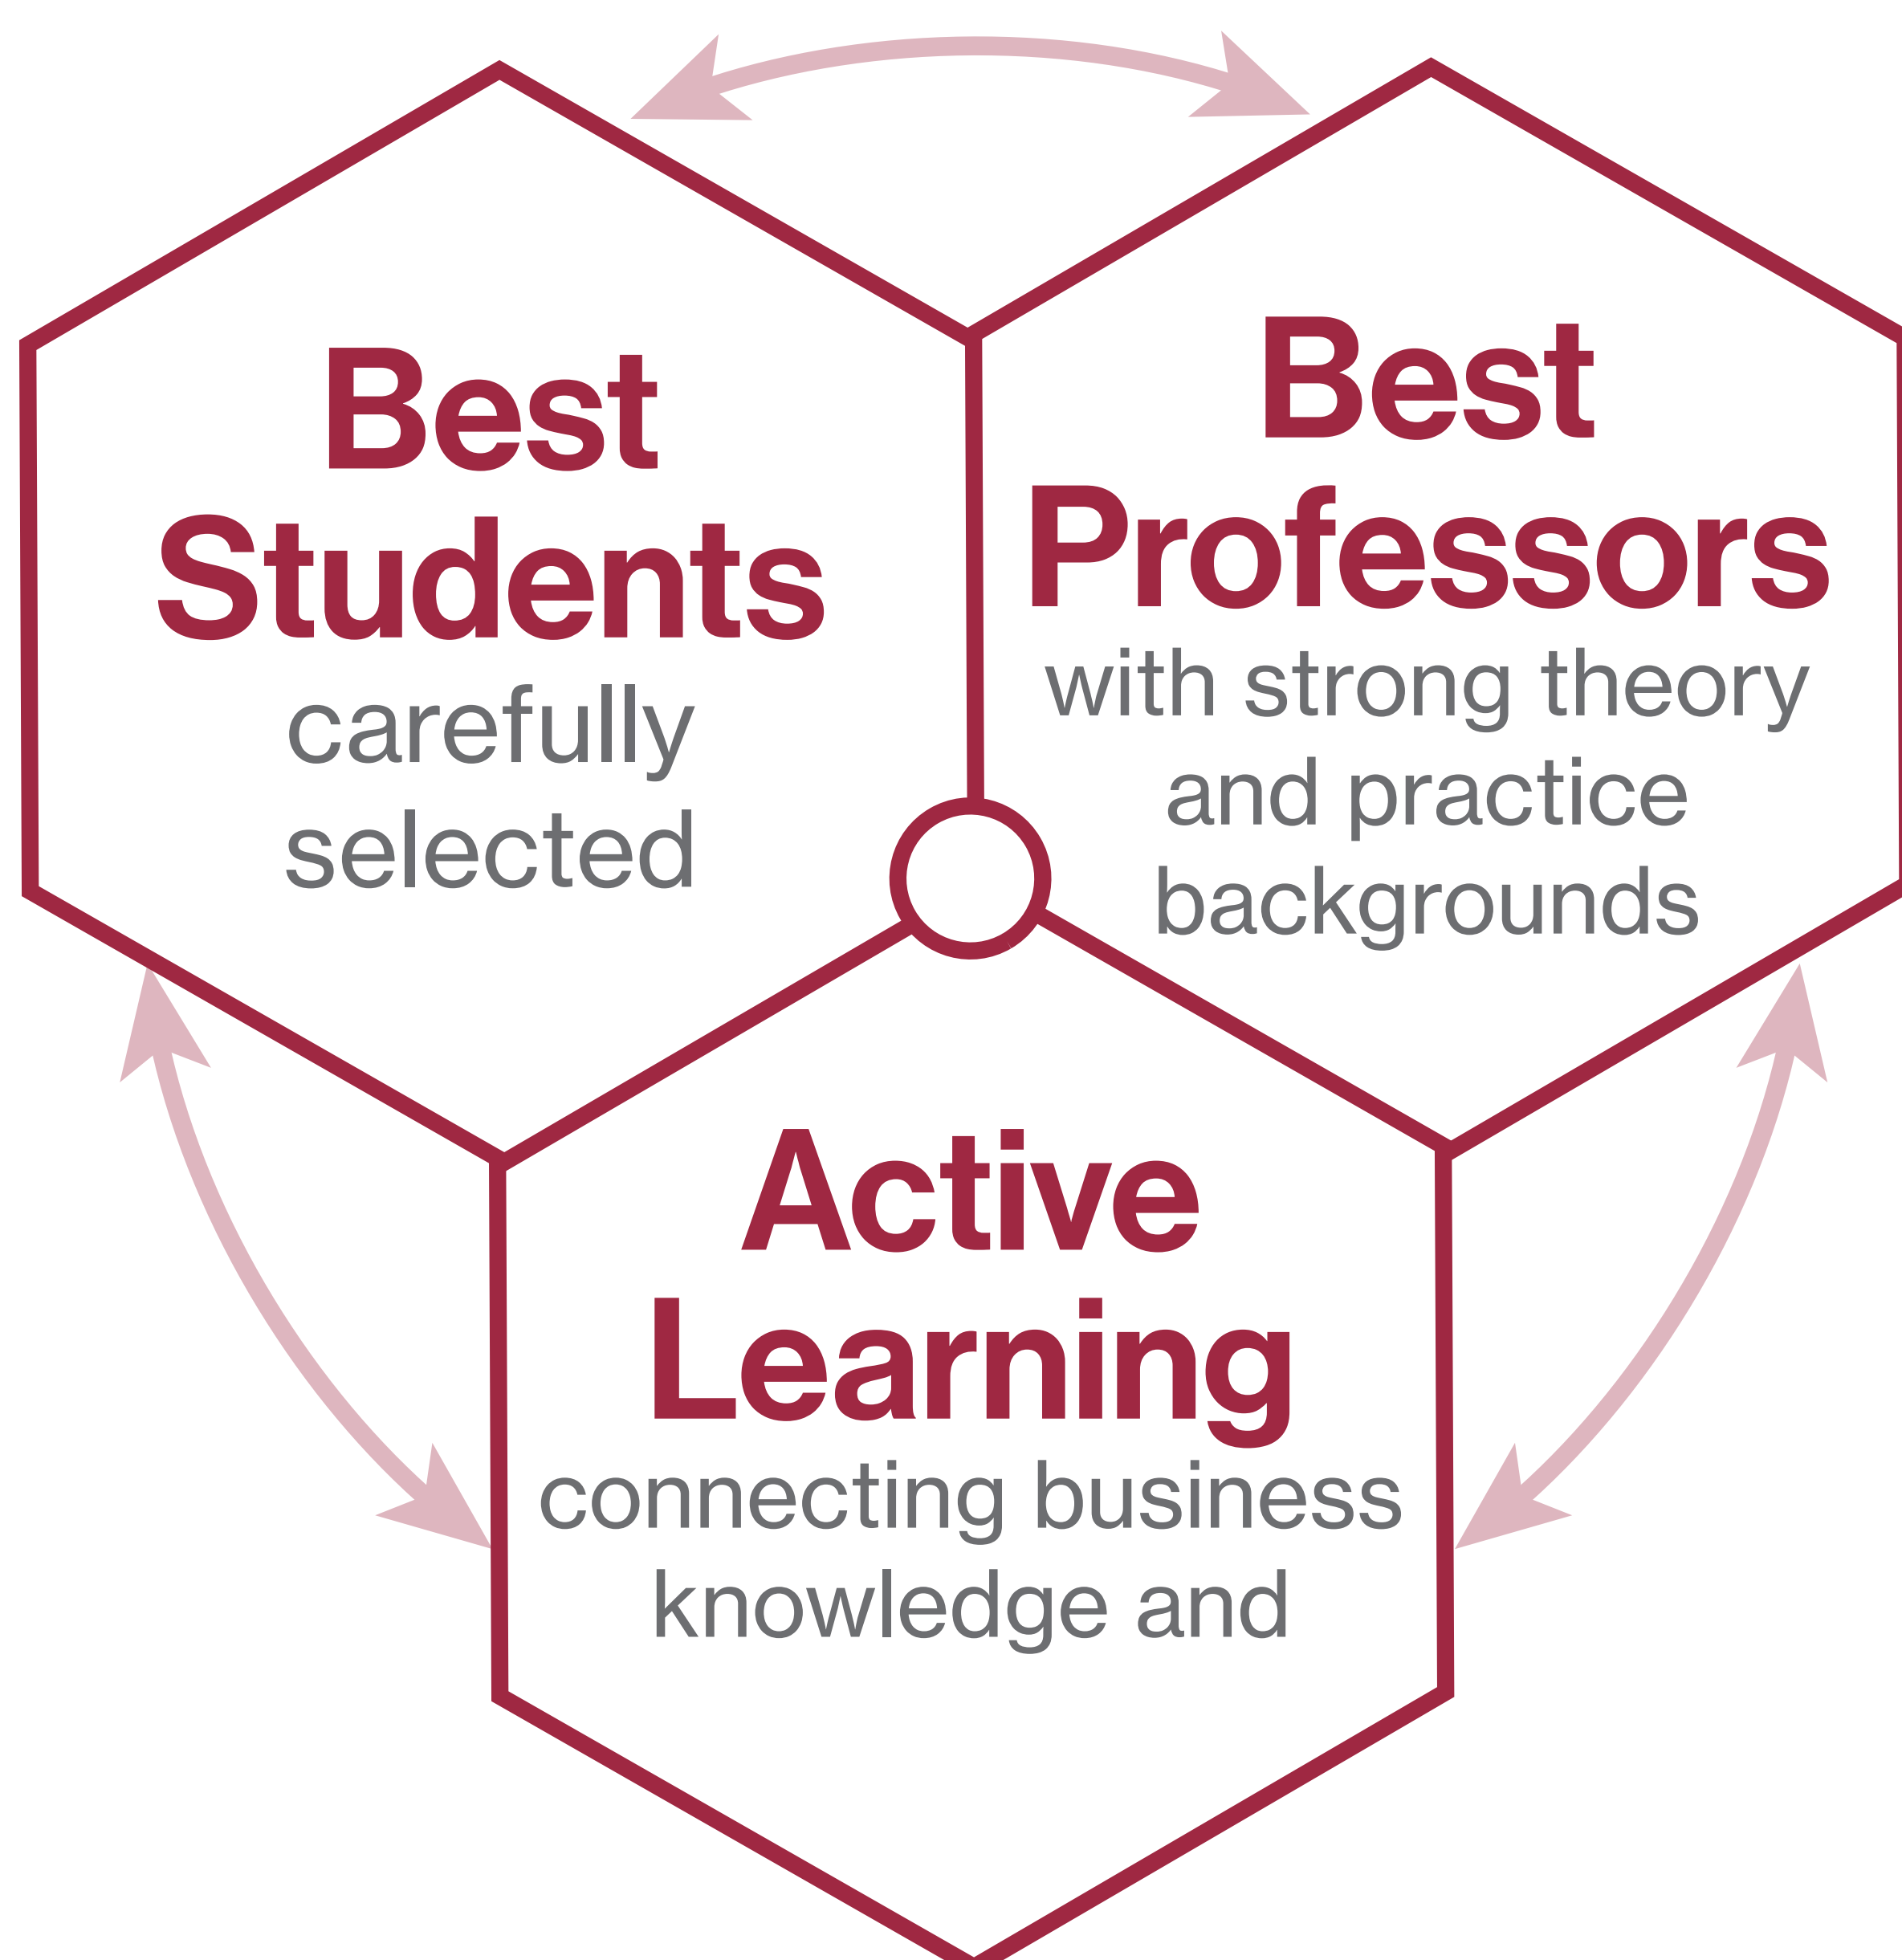 Best
Students
carefully
selected
Best
Professors
with strong theory
and practice
backgrounds
Active
Learning
connecting business
knowledge and